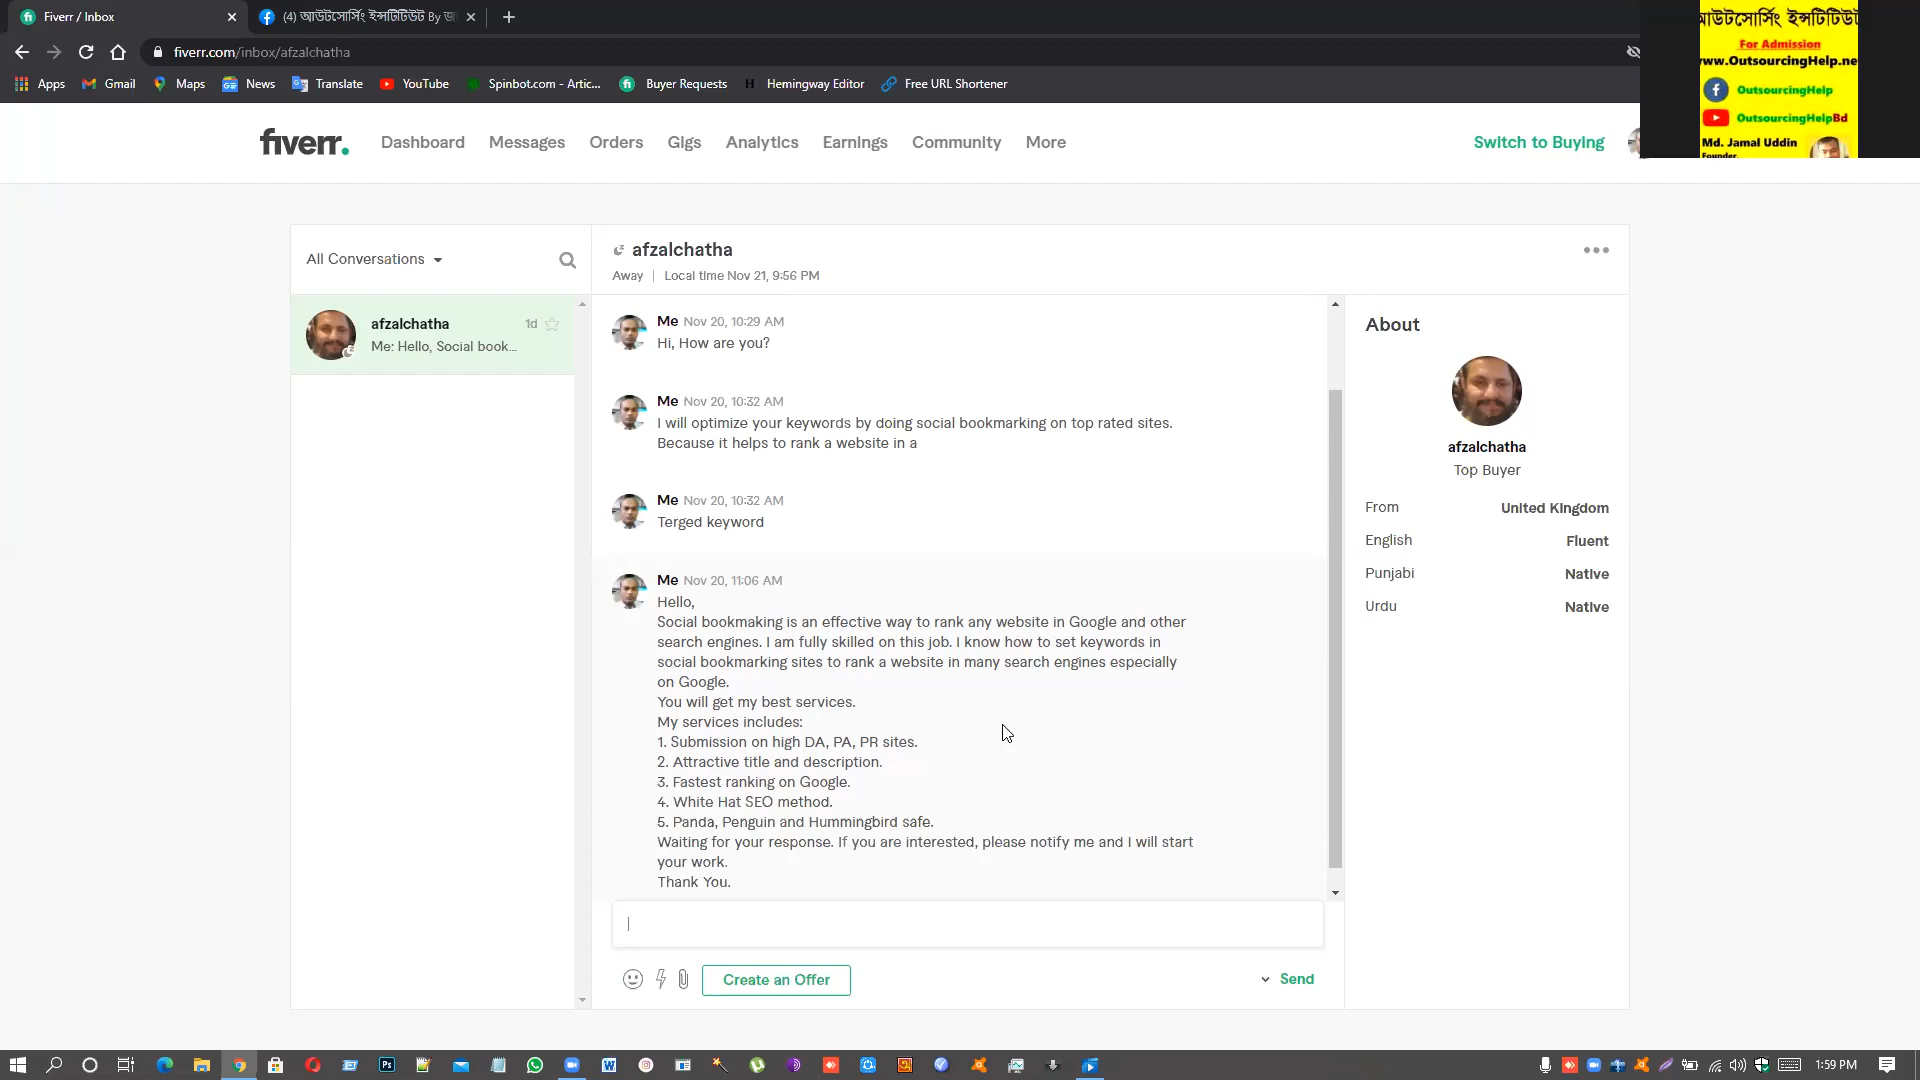 Fiverr / Inbox
(4) আউটসোর্সিং ইন্সটিটিউট By
fiverr.com/inbox/afzalchatha
Apps
Gmail
Maps
News
Translate
YouTube
Spinbot.com - Artic...
Buyer Requests
Hemingway Editor
Free URL Shortener
আউটসোর্সিং ইন্সটিটিউট
For Admission
www.OutsourcingHelp.ne
OutsourcingHelp
OutsourcingHelpBd
Md. Jamal Uddin
Founder,
fiverr.
Dashboard
Messages
Orders
Gigs
Analytics
Earnings
Community
More
Switch to Buying
All Conversations
afzalchatha
1d
Me: Hello, Social book...
afzalchatha
Away | Local time Nov 21, 9:56 PM
Me Nov 20, 10:29 AM
Hi, How are you?
Me Nov 20, 10:32 AM
I will optimize your keywords by doing social bookmarking on top rated sites.
Because it helps to rank a website in a
Me Nov 20, 10:32 AM
Terged keyword
Me Nov 20, 11:06 AM
Hello,
Social bookmaking is an effective way to rank any website in Google and other
search engines. I am fully skilled on this job. I know how to set keywords in
social bookmarking sites to rank a website in many search engines especially
on Google.
You will get my best services.
My services includes:
1. Submission on high DA, PA, PR sites.
2. Attractive title and description.
3. Fastest ranking on Google.
4. White Hat SEO method.
5. Panda, Penguin and Hummingbird safe.
Waiting for your response. If you are interested, please notify me and I will start
your work.
Thank You.
Create an Offer
Send
About
afzalchatha
Top Buyer
From United Kingdom
English Fluent
Punjabi Native
Urdu Native
1:59 PM